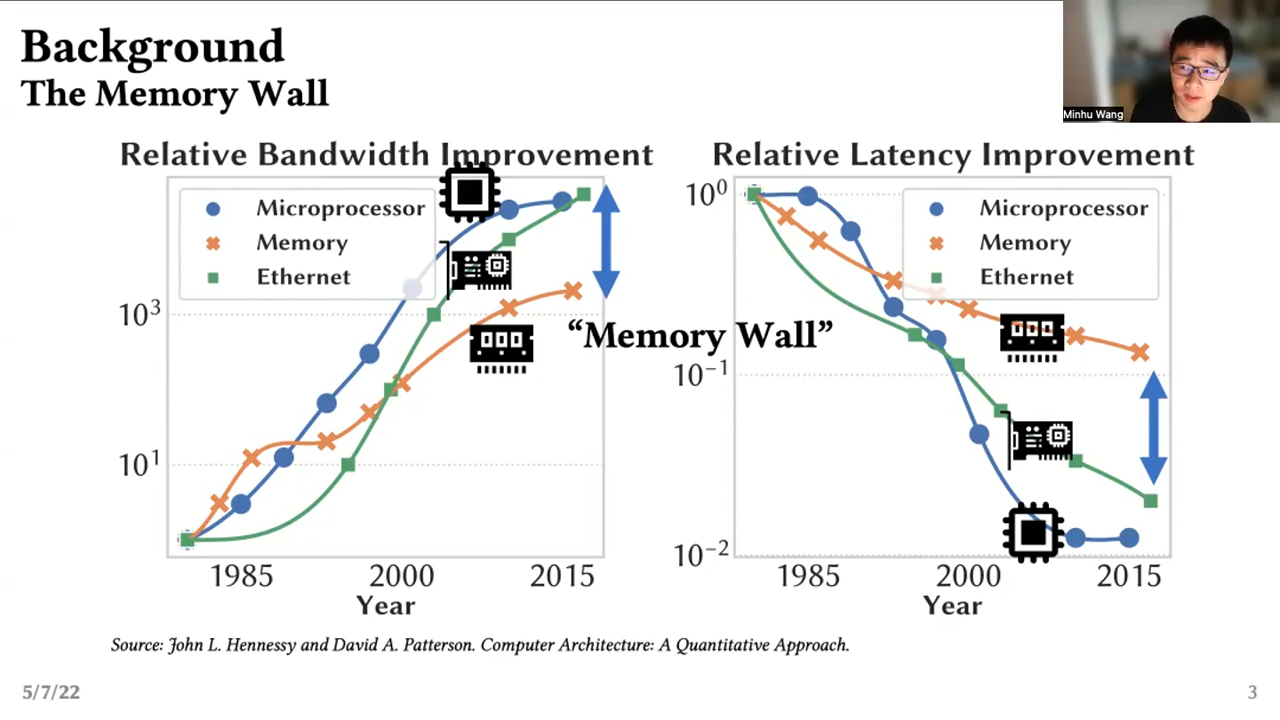 Background
The Memory Wall
Minhu Wang
Relative Bandwidth Improvement
Microprocessor
Memory
Ethernet
10³
10¹
1985
2000
2015
Year
"Memory Wall"
Relative Latency Improvement
Microprocessor
Memory
Ethernet
10⁰
10⁻¹
10⁻²
1985
2000
2015
Year
Source: John L. Hennessy and David A. Patterson. Computer Architecture: A Quantitative Approach.
5/7/22
3